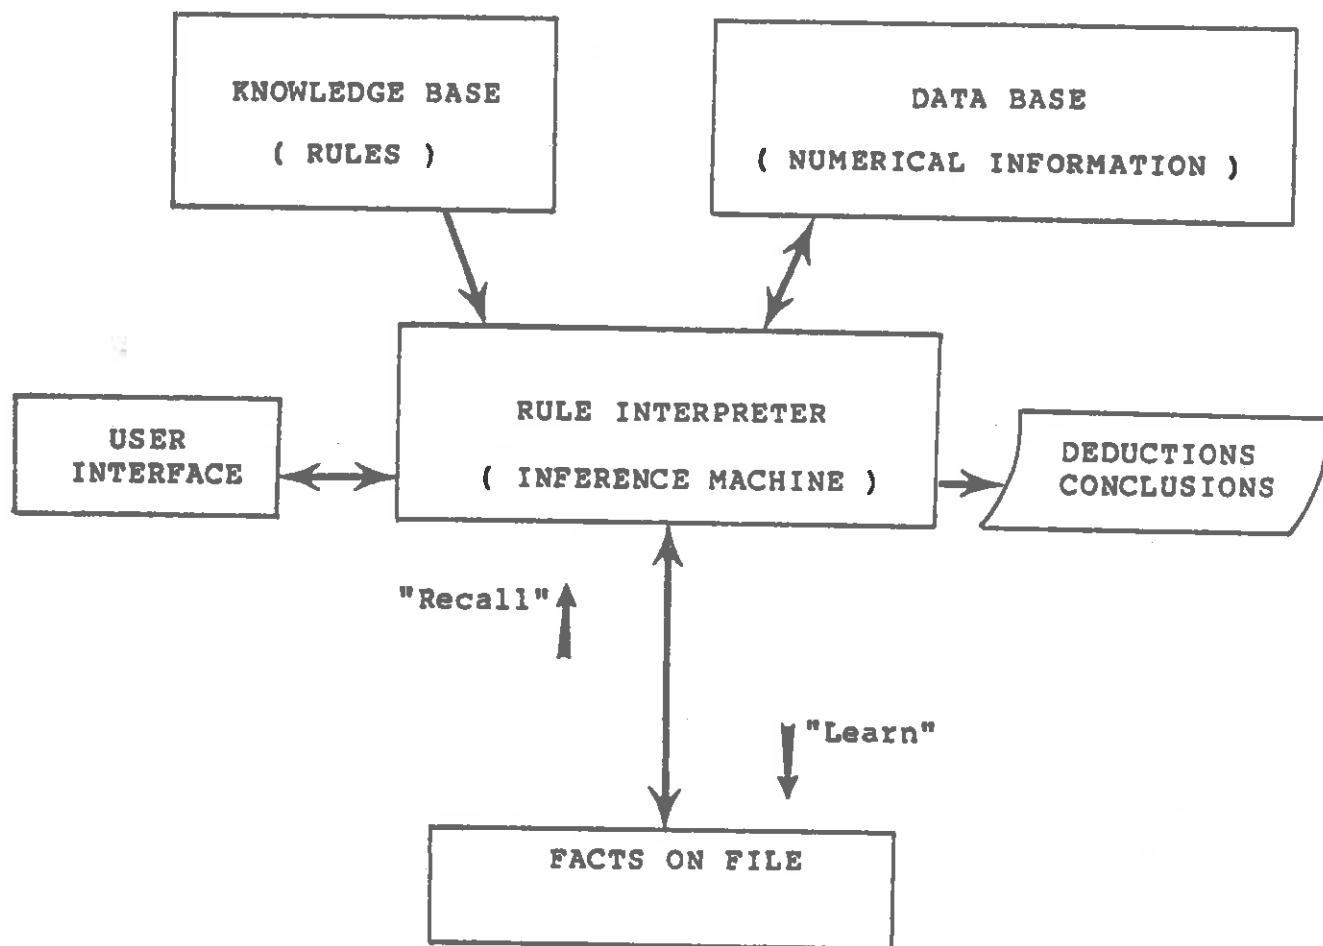 KNOWLEDGE BASE
( RULES )
DATA BASE
( NUMERICAL INFORMATION )
USER
INTERFACE
RULE INTERPRETER
( INFERENCE MACHINE )
DEDUCTIONS
CONCLUSIONS
"Recall"
"Learn"
FACTS ON FILE